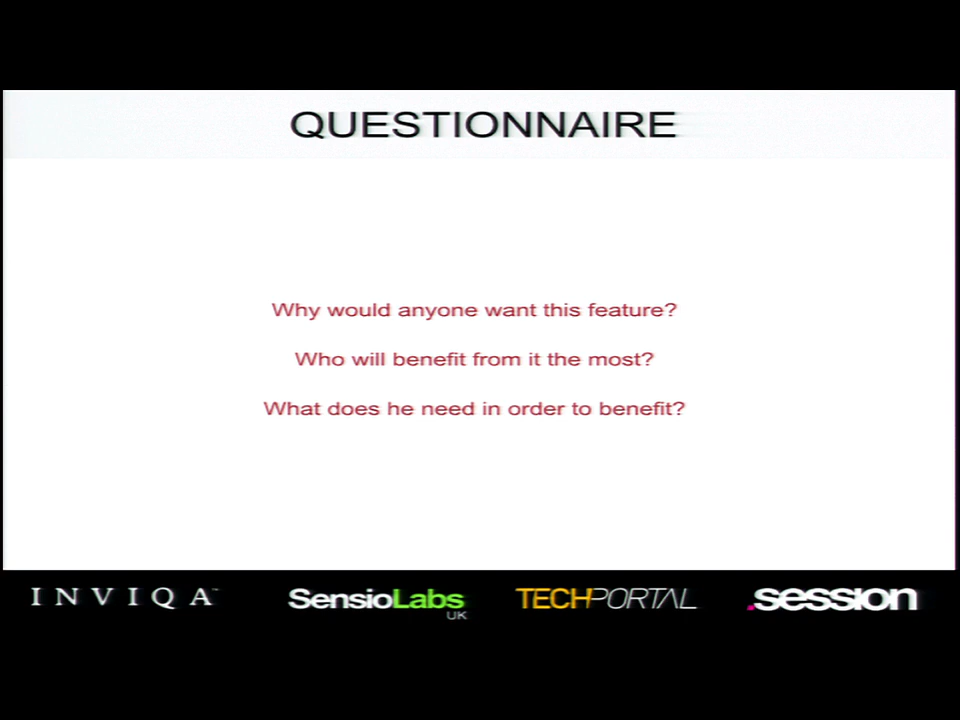 QUESTIONNAIRE
Why would anyone want this feature?
Who will benefit from it the most?
What does he need in order to benefit?
INVIQA™
SensioLabs
UK
TECHPORTAL
.session